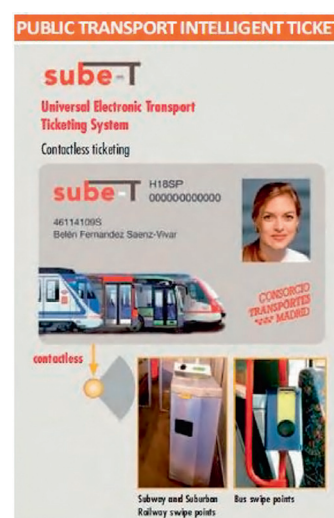 PUBLIC TRANSPORT INTELLIGENT TICKE
sube-T
Universal Electronic Transport
Ticketing System
Contactless ticketing
sube-T
H18SP
000000000000
46114109S
Belén Fernandez Saenz-Vivar
CONSORCIO
TRANSPORTES
MADRID
contactless
Subway and Suburban
Railway swipe points
Bus swipe points